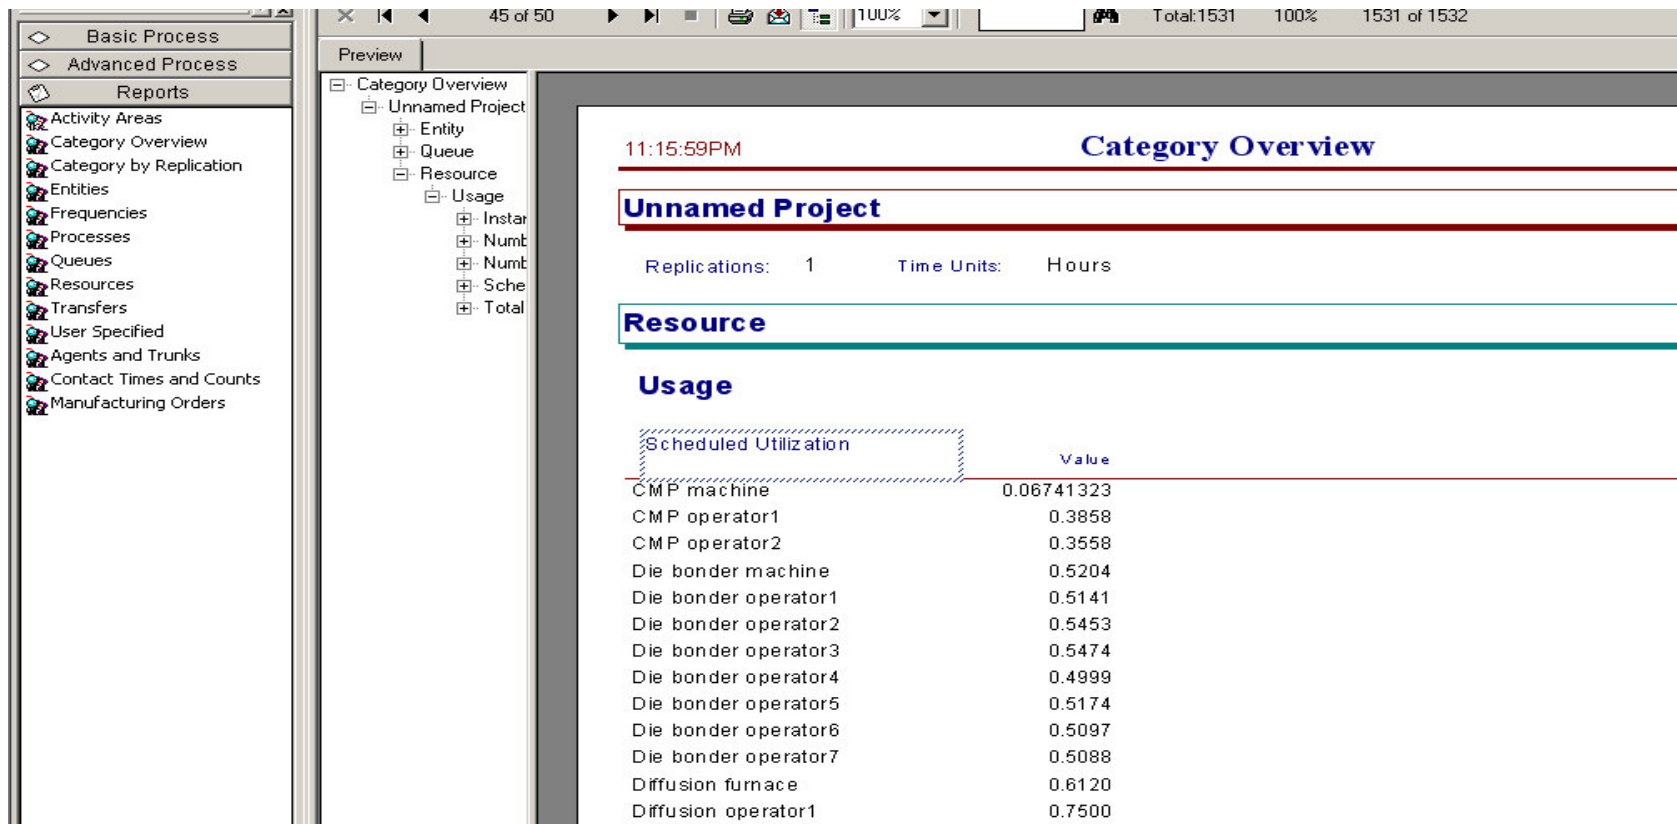 45 of 50
100%
Total:1531
100%
1531 of 1532
Basic Process
Advanced Process
Reports
Activity Areas
Category Overview
Category by Replication
Entities
Frequencies
Processes
Queues
Resources
Transfers
User Specified
Agents and Trunks
Contact Times and Counts
Manufacturing Orders
Preview
Category Overview
Unnamed Project
Entity
Queue
Resource
Usage
Instar
Numb
Numb
Sche
Total
11:15:59PM
Category Overview
Unnamed Project
Replications: 1 Time Units: Hours
Resource
Usage
Scheduled Utilization Value
CMP machine 0.06741323
CMP operator1 0.3858
CMP operator2 0.3558
Die bonder machine 0.5204
Die bonder operator1 0.5141
Die bonder operator2 0.5453
Die bonder operator3 0.5474
Die bonder operator4 0.4999
Die bonder operator5 0.5174
Die bonder operator6 0.5097
Die bonder operator7 0.5088
Diffusion furnace 0.6120
Diffusion operator1 0.7500